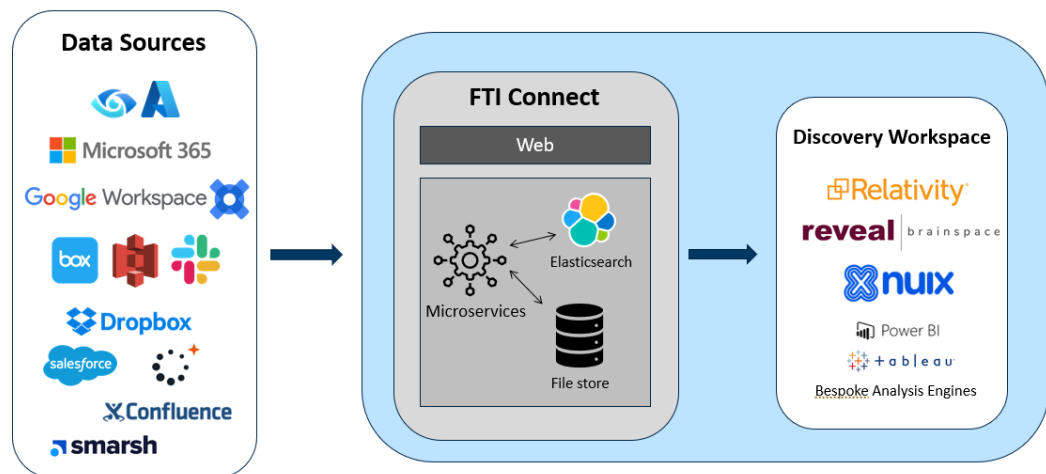 Data Sources
Microsoft 365
Google Workspace
box
Dropbox
salesforce
Confluence
smarsh
FTI Connect
Web
Elasticsearch
Microservices
File store
Discovery Workspace
Relativity
reveal | brainspace
nuix
Power BI
+ a b | e a u
Bespoke Analysis Engines